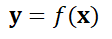 𝐲 = 𝑓(𝐱)